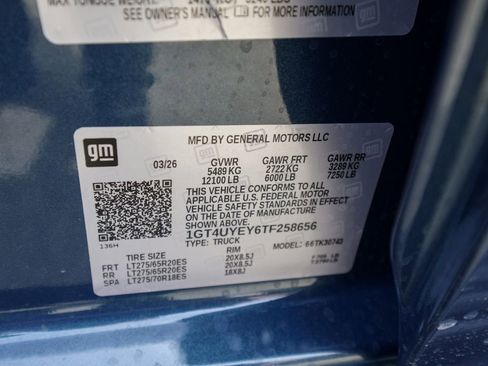 SEE OWNER'S MANUAL FOR MORE INFORMATION
gm
MFD BY GENERAL MOTORS LLC
03/26 GVWR GAWR FRT GAWR RR
5489 KG 2722 KG 3289 KG
12100 LB 6000 LB 7250 LB
THIS VEHICLE CONFORMS TO ALL
APPLICABLE U.S. FEDERAL MOTOR
VEHICLE SAFETY STANDARDS IN
EFFECT ON THE DATE OF MANUFACTURE
SHOWN ABOVE.
1GT4UYEY6TF258656
TYPE: TRUCK MODEL: 66TK30743
136H
TIRE SIZE RIM
FRT LT275/65R20ES 20X8.5J
RR LT275/65R20ES 20X8.5J
SPA LT275/70R18ES 18X8J